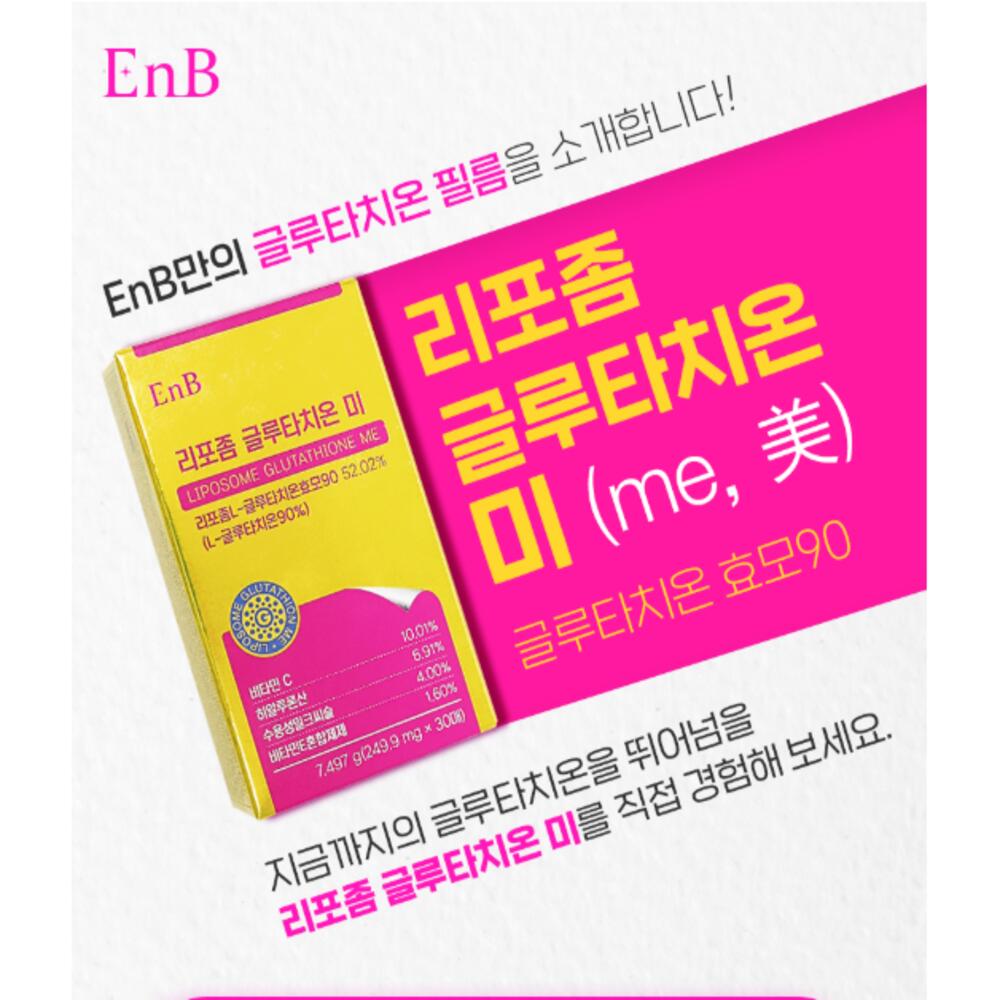 EnB
EnB만의 글루타치온 필름을 소개합니다!
리포좀
글루타치온
미 (me, 美)
글루타치온 효모90
EnB
리포좀 글루타치온 미
LIPOSOME GLUTATHIONE ME
리포좀L-글루타치온효모90 52.02%
(L-글루타치온90%)
LIPOSOME GLUTATHION ME •
G
비타민 C 10.01%
히알루론산 6.91%
수용성밀크씨슬 4.00%
비타민E혼합제제 1.60%
7,497 g(249.9 mg × 30매)
지금까지의 글루타치온을 뛰어넘을
리포좀 글루타치온 미를 직접 경험해 보세요.